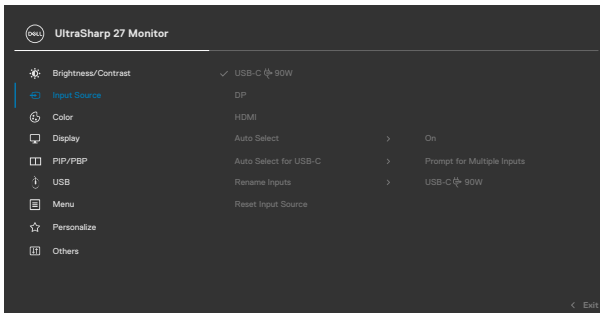 DELL UltraSharp 27 Monitor
Brightness/Contrast ✓ USB-C 90W
Input Source DP
Color HDMI
Display Auto Select > On
PIP/PBP Auto Select for USB-C > Prompt for Multiple Inputs
USB Rename Inputs > USB-C 90W
Menu Reset Input Source
Personalize
Others
< Exit